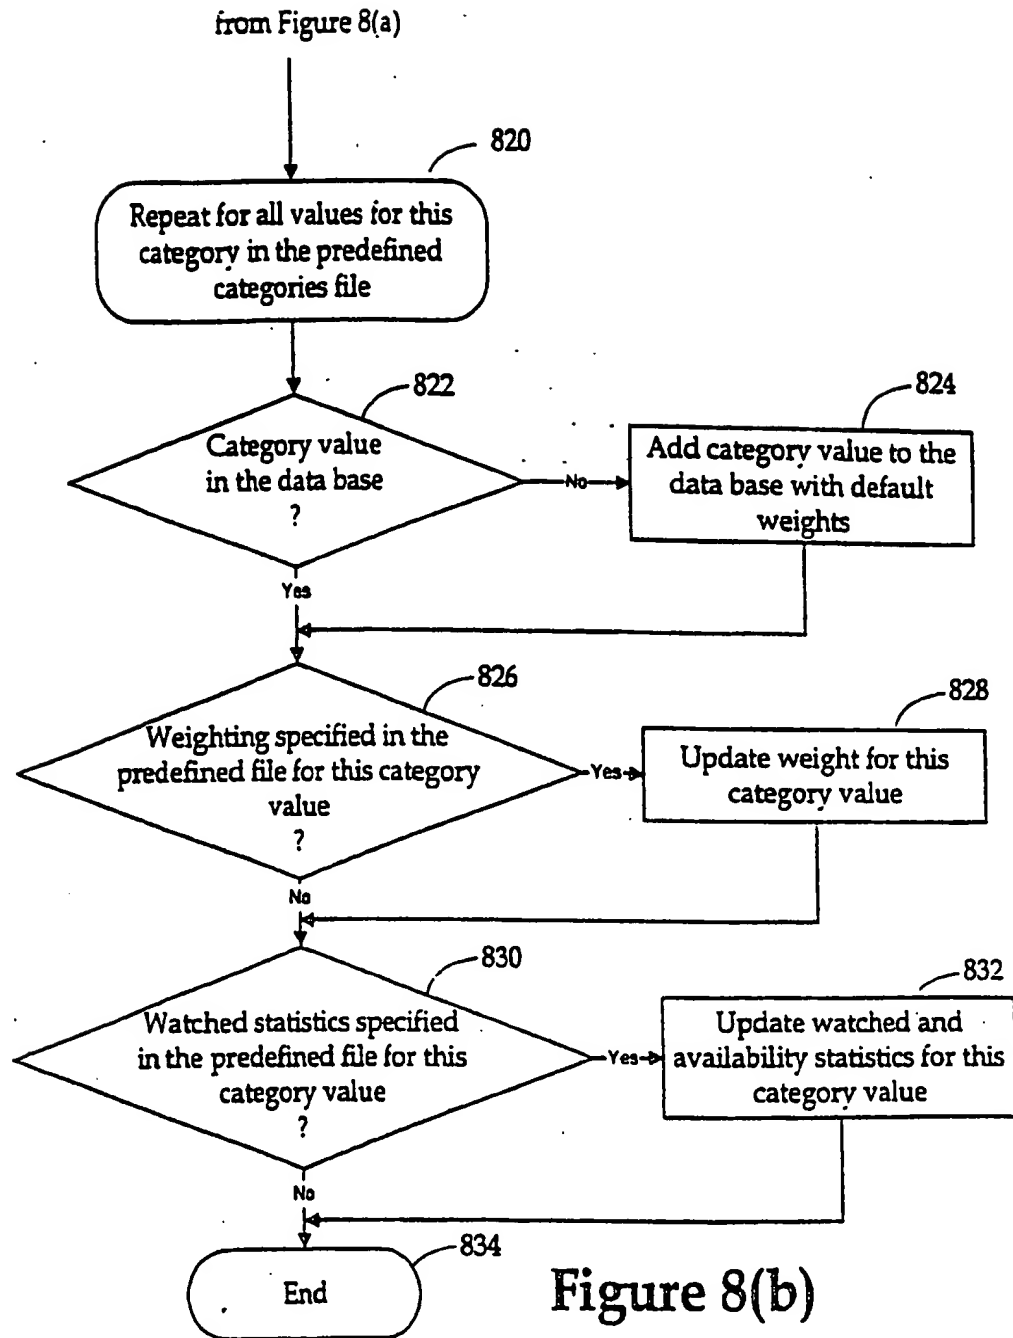 from Figure 8(a)
820
Repeat for all values for this
category in the predefined
categories file
822
Category value
in the data base
?
No
824
Add category value to the
data base with default
weights
Yes
826
Weighting specified in the
predefined file for this category
value
?
Yes
828
Update weight for this
category value
No
830
Watched statistics specified
in the predefined file for this
category value
?
Yes
832
Update watched and
availability statistics for this
category value
No
834
End
Figure 8(b)